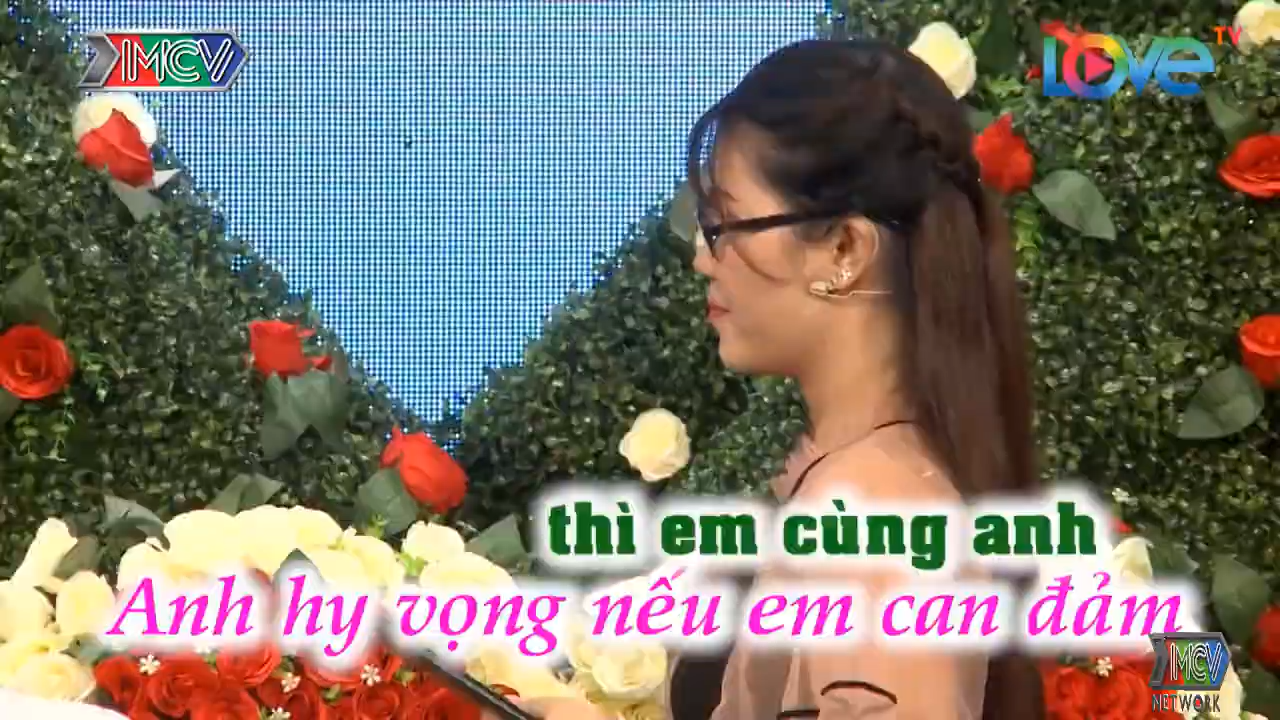 MCV
LOVE TV
thì em cùng anh
Anh hy vọng nếu em can đảm
MCV
NETWORK